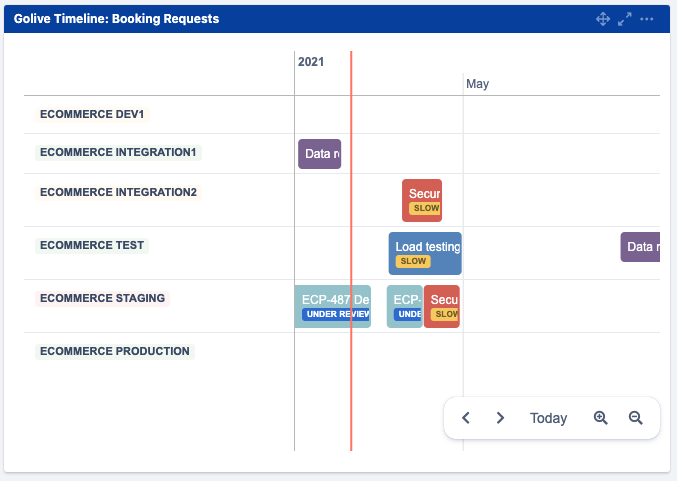 Golive Timeline: Booking Requests
2021
May
ECOMMERCE DEV1
ECOMMERCE INTEGRATION1
Data
ECOMMERCE INTEGRATION2
Secur
SLOW
ECOMMERCE TEST
Load testing
SLOW
Data
ECOMMERCE STAGING
ECP-487 De
UNDER REVIEW
ECP-
UNDE
Secu
SLOW
ECOMMERCE PRODUCTION
Today